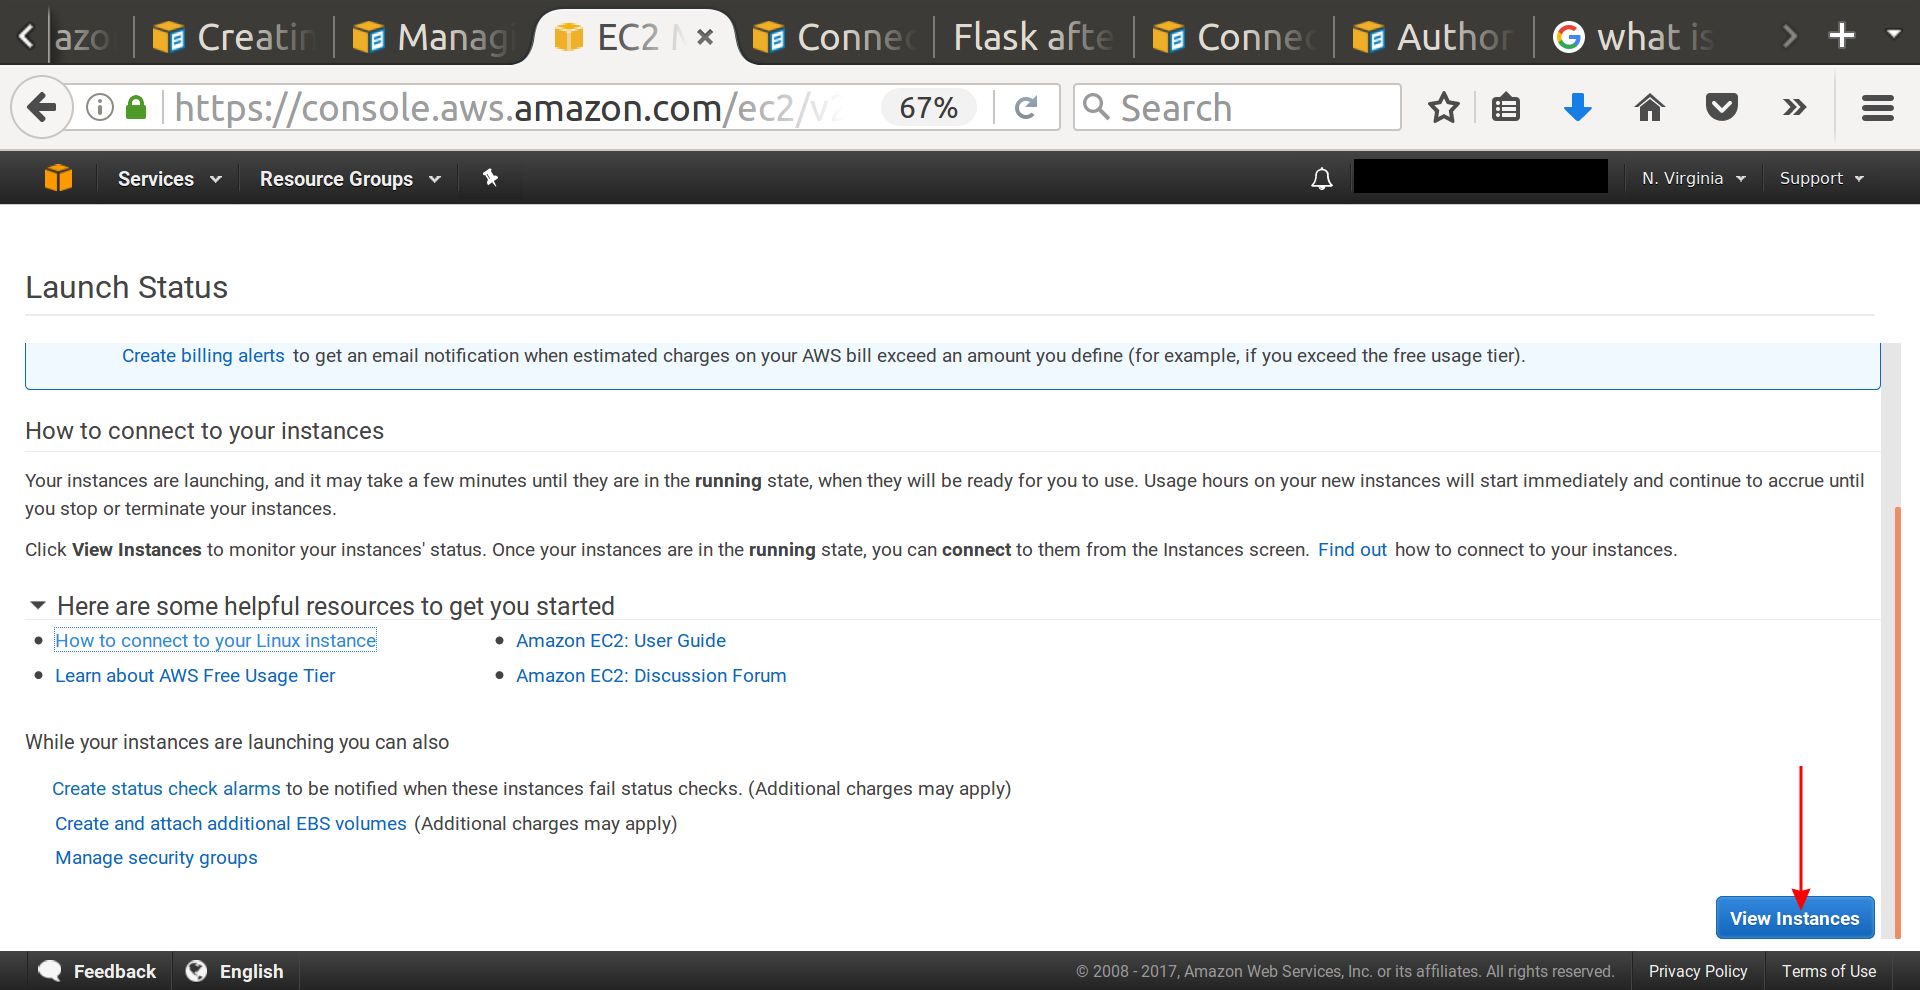 Creatin
Manag
EC2
Connec
Flask afte
Connec
Author
what is
https://console.aws.amazon.com/ec2/v2
67%
Search
Services
Resource Groups
N. Virginia
Support
Launch Status
Create billing alerts to get an email notification when estimated charges on your AWS bill exceed an amount you define (for example, if you exceed the free usage tier).
How to connect to your instances
Your instances are launching, and it may take a few minutes until they are in the running state, when they will be ready for you to use. Usage hours on your new instances will start immediately and continue to accrue until
you stop or terminate your instances.
Click View Instances to monitor your instances' status. Once your instances are in the running state, you can connect to them from the Instances screen. Find out how to connect to your instances.
Here are some helpful resources to get you started
How to connect to your Linux instance
Amazon EC2: User Guide
Learn about AWS Free Usage Tier
Amazon EC2: Discussion Forum
While your instances are launching you can also
Create status check alarms to be notified when these instances fail status checks. (Additional charges may apply)
Create and attach additional EBS volumes (Additional charges may apply)
Manage security groups
View Instances
Feedback
English
© 2008 - 2017, Amazon Web Services, Inc. or its affiliates. All rights reserved.
Privacy Policy
Terms of Use